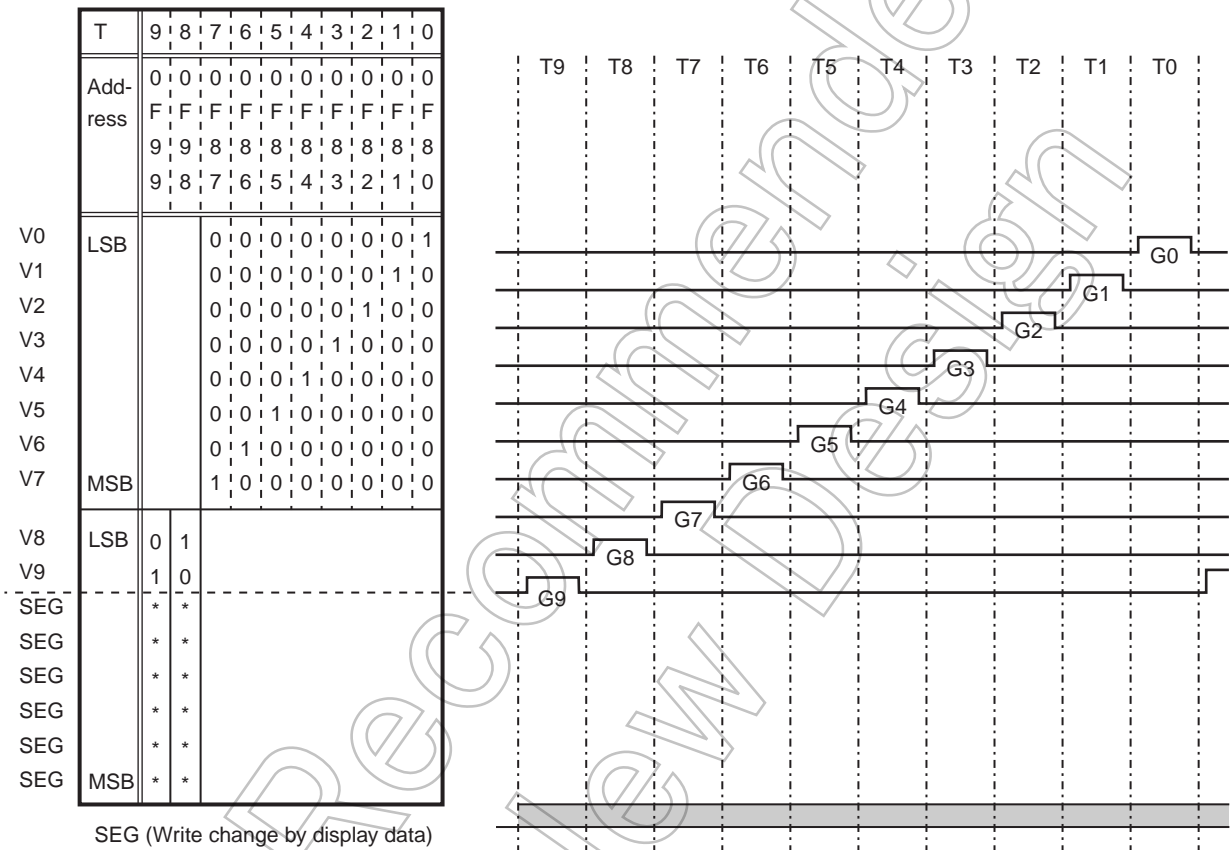 T 9 8 7 6 5 4 3 2 1 0
Add-
ress
0 0 0 0 0 0 0 0 0 0
F F F F F F F F F F
9 9 8 8 8 8 8 8 8 8
9 8 7 6 5 4 3 2 1 0
V0 LSB 0 0 0 0 0 0 0 1
V1 0 0 0 0 0 0 1 0
V2 0 0 0 0 0 1 0 0
V3 0 0 0 0 1 0 0 0
V4 0 0 0 1 0 0 0 0
V5 0 0 1 0 0 0 0 0
V6 0 1 0 0 0 0 0 0
V7 MSB 1 0 0 0 0 0 0 0
V8 LSB 0 1
V9 1 0
SEG * *
SEG * *
SEG * *
SEG * *
SEG * *
SEG MSB * *
SEG (Write change by display data)
T9 T8 T7 T6 T5 T4 T3 T2 T1 T0
G0
G1
G2
G3
G4
G5
G6
G7
G8
G9
Recommende
ew Design